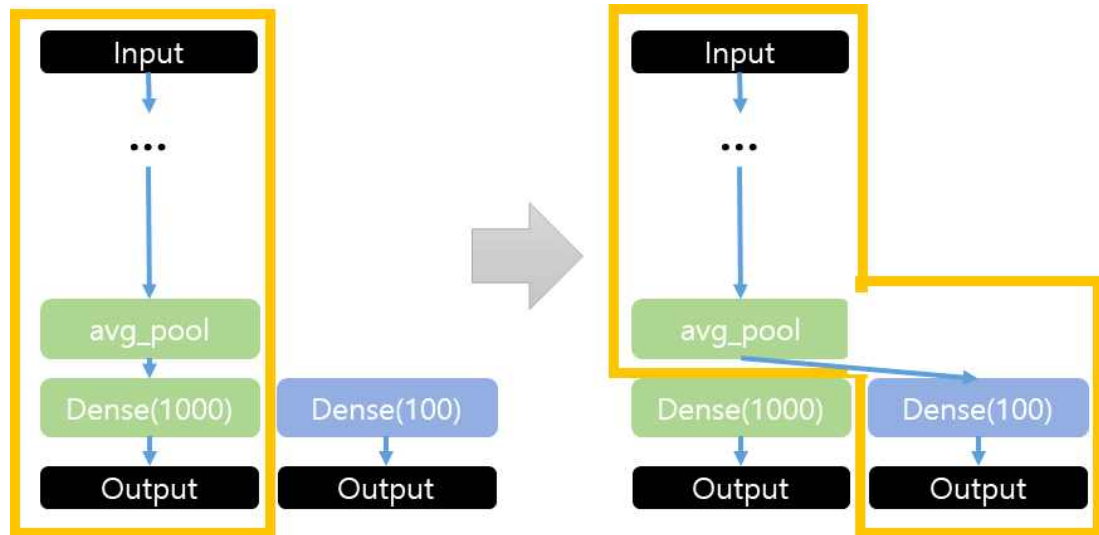 Input
Input
...
...
avg_pool
avg_pool
Dense(1000)
Dense(100)
Dense(1000)
Dense(100)
Output
Output
Output
Output